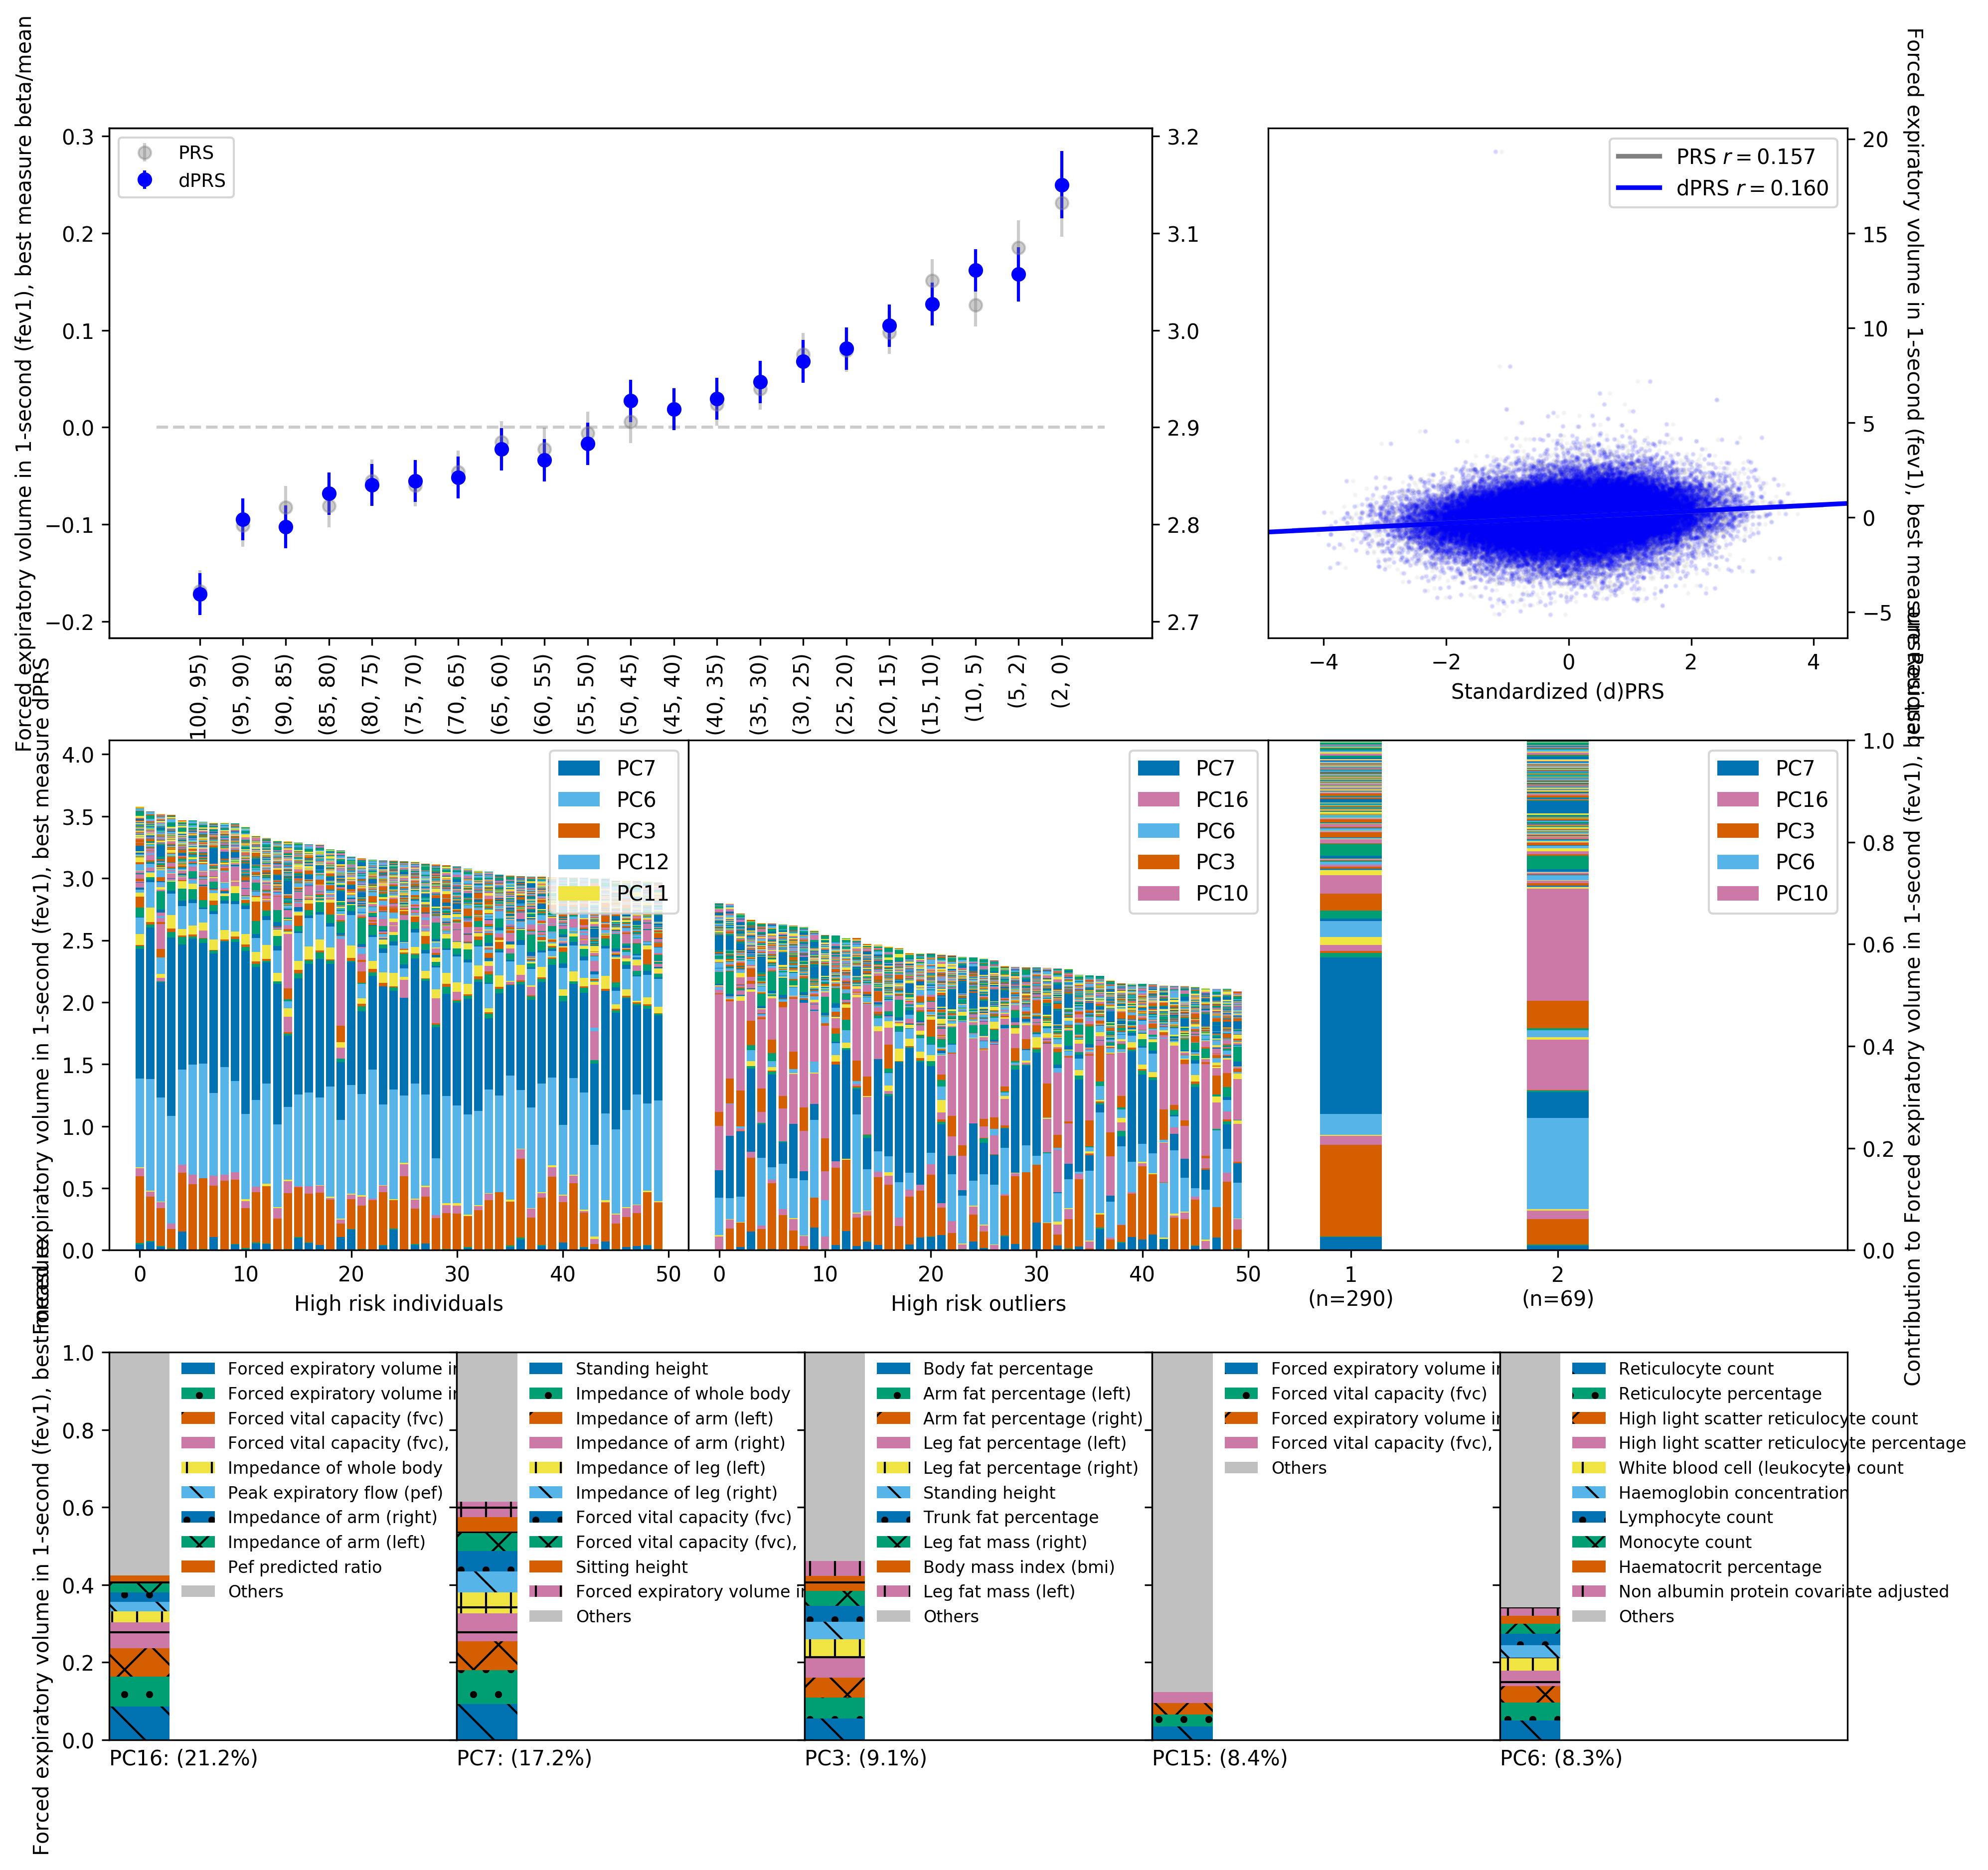 Forced expiratory volume in 1-second (fev1), best measure beta/mean
0.3
0.2
0.1
0.0
−0.1
−0.2
PRS
dPRS
3.2
3.1
3.0
2.9
2.8
2.7
100, 95)
(95, 90)
(90, 85)
(85, 80)
(80, 75)
(75, 70)
(70, 65)
(65, 60)
(60, 55)
(55, 50)
(50, 45)
(45, 40)
(40, 35)
(35, 30)
(30, 25)
(25, 20)
(20, 15)
(15, 10)
(10, 5)
(5, 2)
(2, 0)
PRS r = 0.157
dPRS r = 0.160
20
15
10
5
0
−5
−4
−2
0
2
4
Standardized (d)PRS
Forced expiratory volume in 1-second (fev1), best measure
expiratory volume in 1-second (fev1), best measure dPRS
4.0
3.5
3.0
2.5
2.0
1.5
1.0
0.5
0.0
PC7
PC6
PC3
PC12
PC11
0
10
20
30
40
50
High risk individuals
PC7
PC16
PC6
PC3
PC10
0
10
20
30
40
50
High risk outliers
PC7
PC16
PC3
PC6
PC10
1
(n=290)
2
(n=69)
1.0
0.8
0.6
0.4
0.2
0.0
Contribution to Forced expiratory volume in 1-second (fev1), best
Forced expiratory volume in 1-second (fev1), best
1.0
0.8
0.6
0.4
0.2
0.0
Forced expiratory volume in
Forced expiratory volume in
Forced vital capacity (fvc)
Forced vital capacity (fvc),
Impedance of whole body
Peak expiratory flow (pef)
Impedance of arm (right)
Impedance of arm (left)
Pef predicted ratio
Others
PC16: (21.2%)
Standing height
Impedance of whole body
Impedance of arm (left)
Impedance of arm (right)
Impedance of leg (left)
Impedance of leg (right)
Forced vital capacity (fvc)
Forced vital capacity (fvc),
Sitting height
Forced expiratory volume in
Others
PC7: (17.2%)
Body fat percentage
Arm fat percentage (left)
Arm fat percentage (right)
Leg fat percentage (left)
Leg fat percentage (right)
Standing height
Trunk fat percentage
Leg fat mass (right)
Body mass index (bmi)
Leg fat mass (left)
Others
PC3: (9.1%)
Forced expiratory volume in
Forced vital capacity (fvc)
Forced expiratory volume in
Forced vital capacity (fvc),
Others
PC15: (8.4%)
Reticulocyte count
Reticulocyte percentage
High light scatter reticulocyte count
High light scatter reticulocyte percentage
White blood cell (leukocyte) count
Haemoglobin concentration
Lymphocyte count
Monocyte count
Haematocrit percentage
Non albumin protein covariate adjusted
Others
PC6: (8.3%)